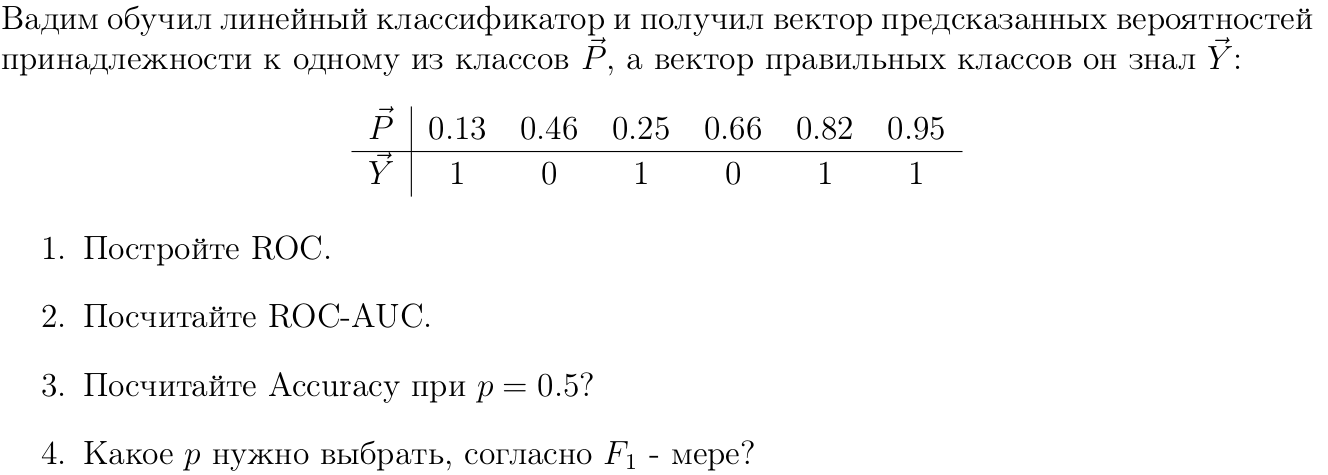 Вадим обучил линейный классификатор и получил вектор предсказанных вероятностей
принадлежности к одному из классов $\vec{P}$, а вектор правильных классов он знал $\vec{Y}$:
$\vec{P}$ 0.13 0.46 0.25 0.66 0.82 0.95
$\vec{Y}$ 1 0 1 0 1 1
1. Постройте ROC.
2. Посчитайте ROC-AUC.
3. Посчитайте Accuracy при $p = 0.5$?
4. Какое $p$ нужно выбрать, согласно $F_1$ - мере?